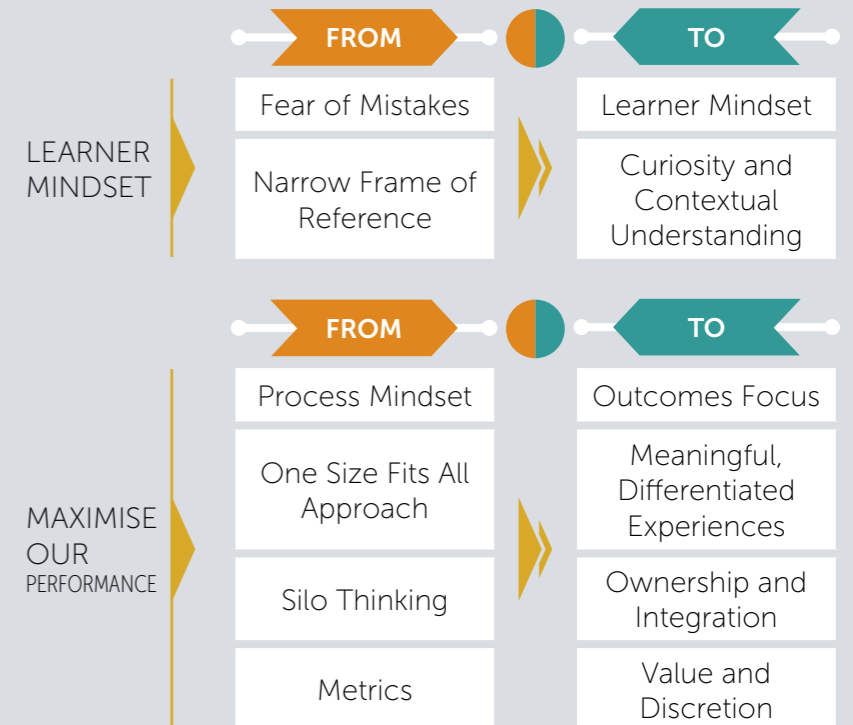 FROM
TO
LEARNER
MINDSET
Fear of Mistakes
Learner Mindset
Narrow Frame of
Reference
Curiosity and
Contextual
Understanding
FROM
TO
MAXIMISE
OUR
PERFORMANCE
Process Mindset
Outcomes Focus
One Size Fits All
Approach
Meaningful,
Differentiated
Experiences
Silo Thinking
Ownership and
Integration
Metrics
Value and
Discretion